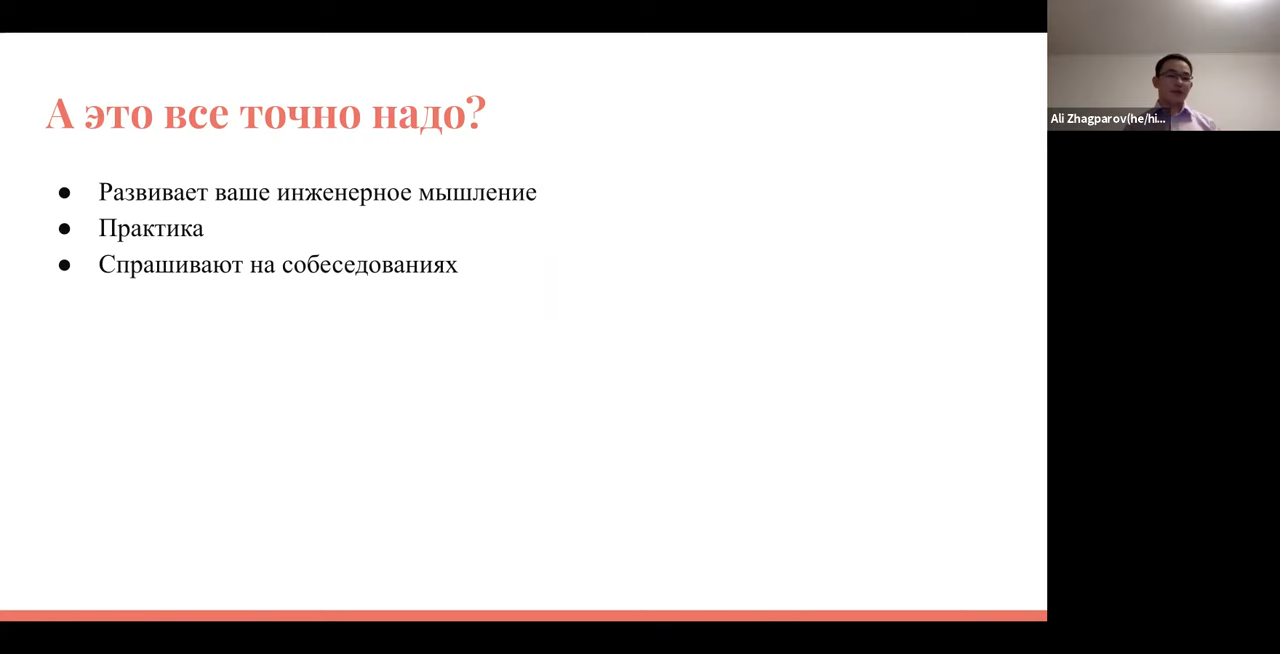 А это все точно надо?
● Развивает ваше инженерное мышление
● Практика
● Спрашивают на собеседованиях
Ali Zhagparov(he/hi...